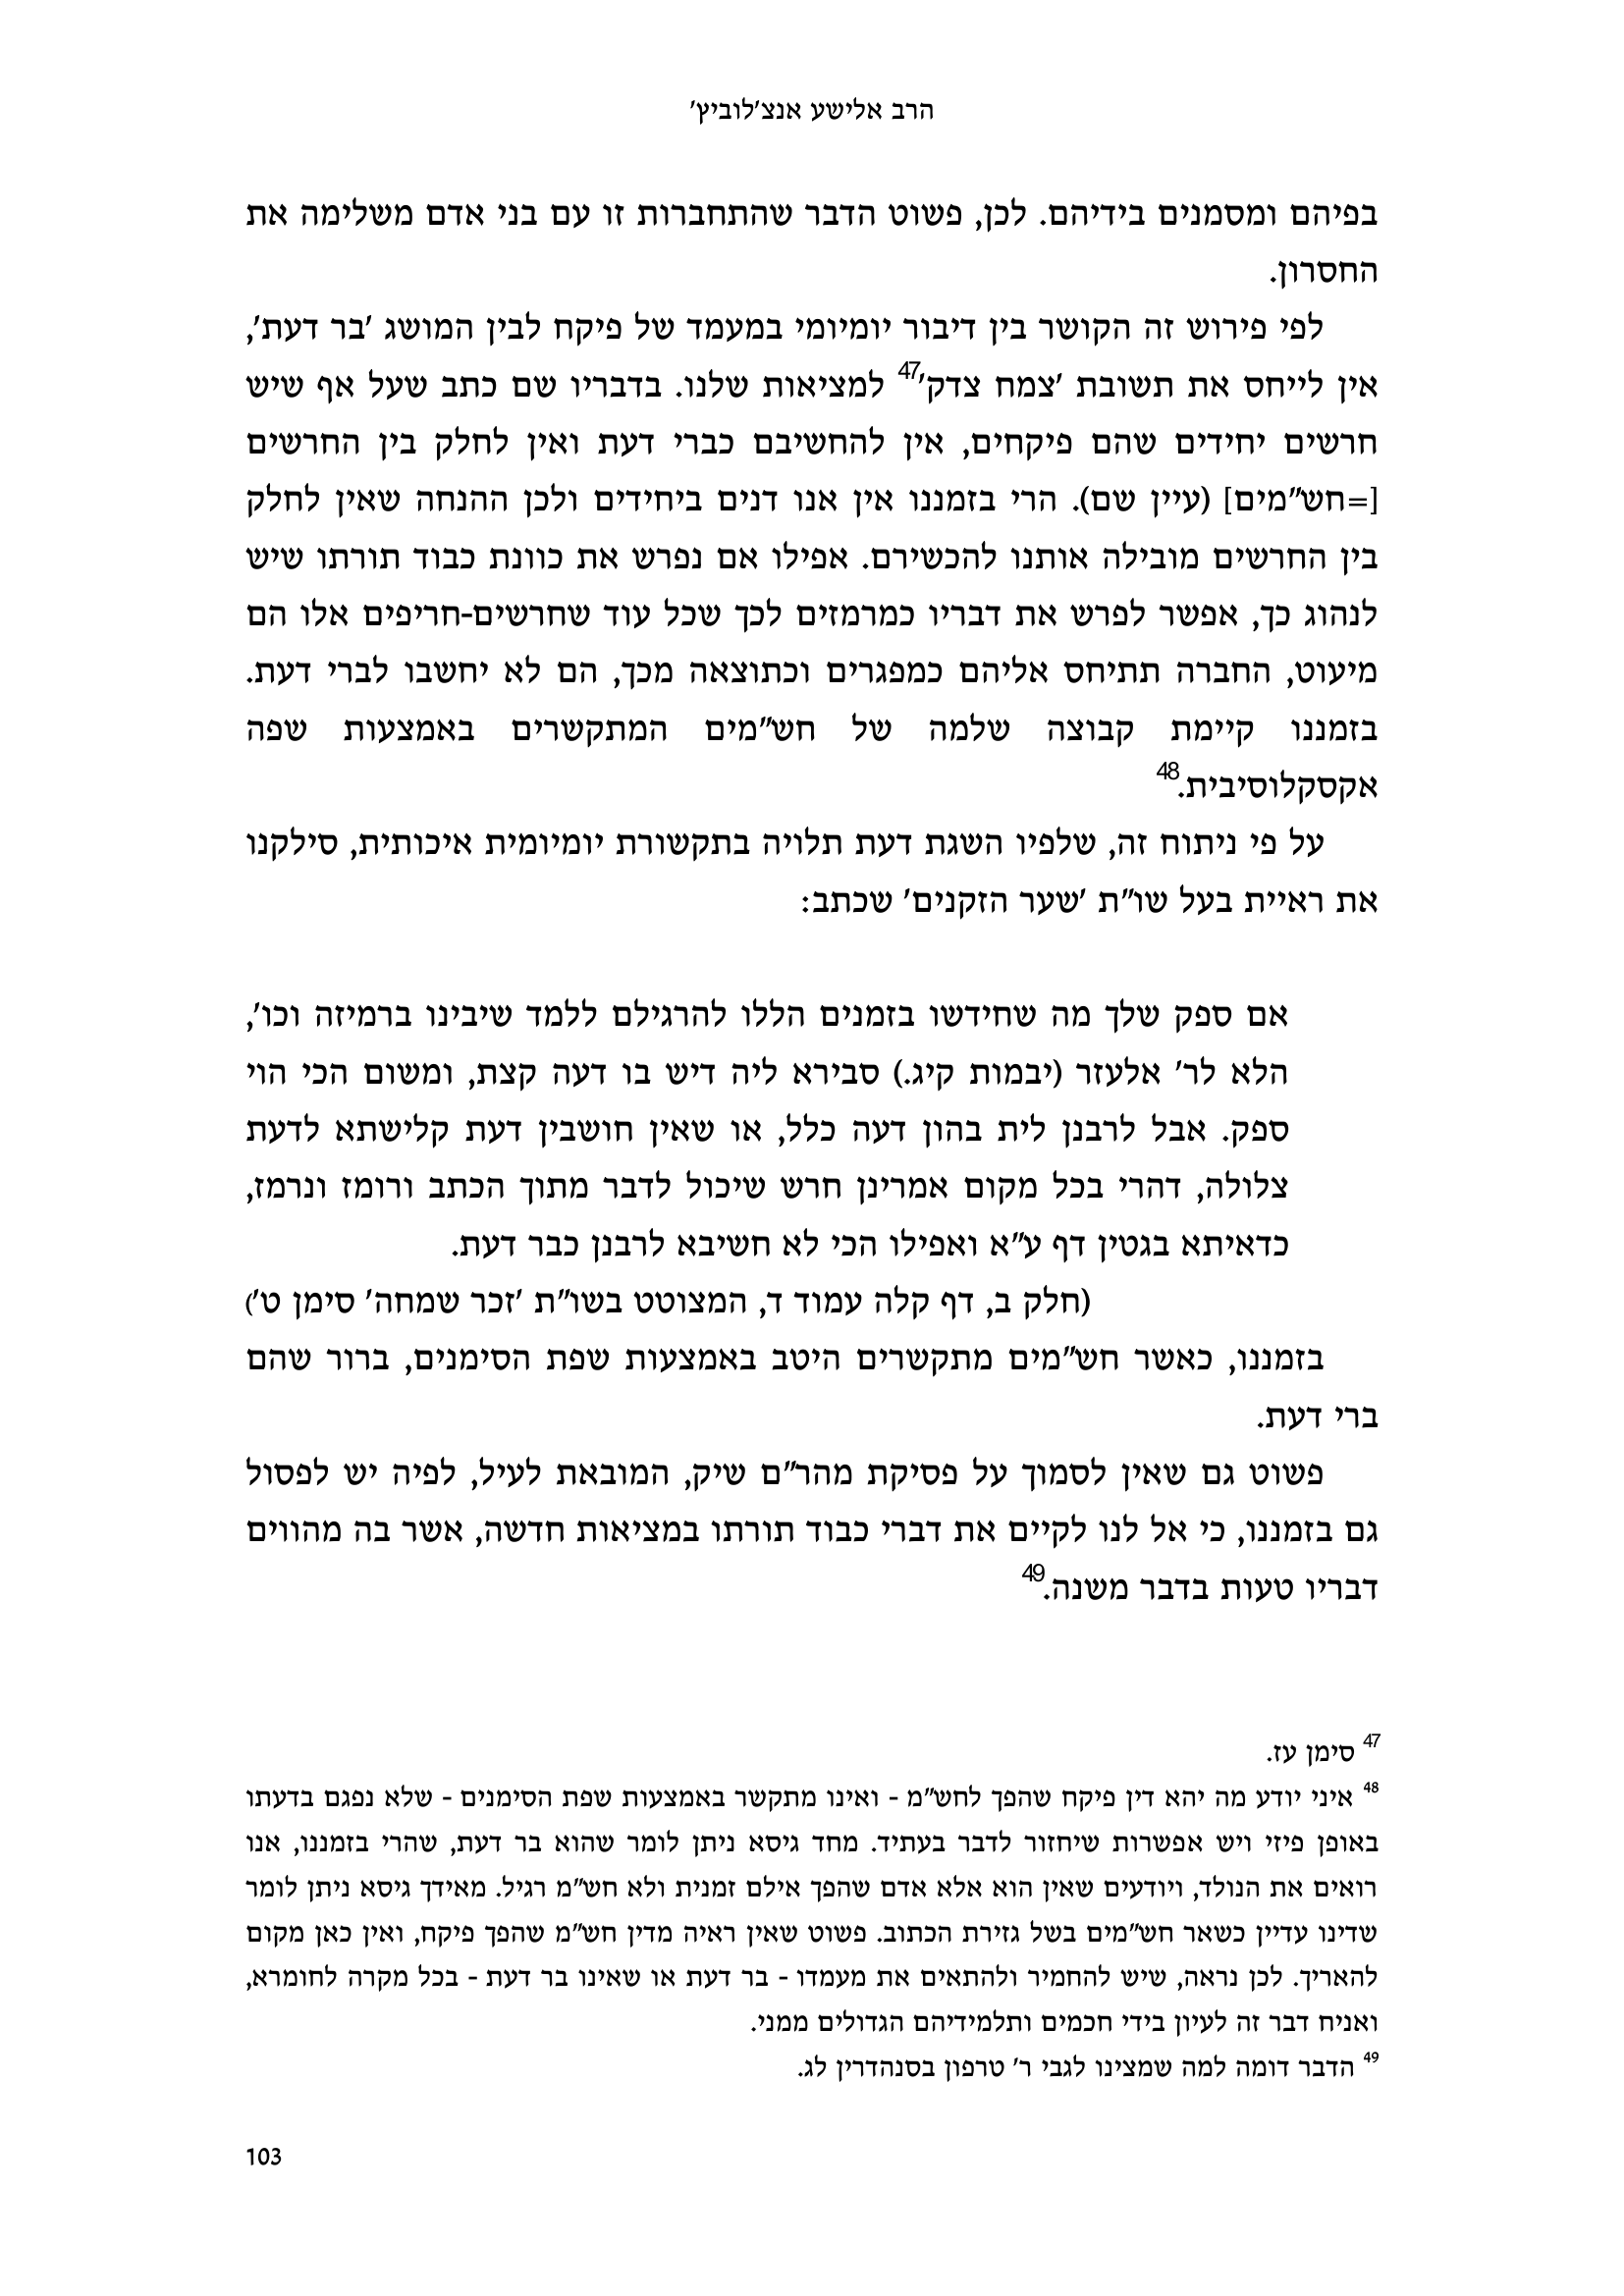 הרב אלישע אנצ'לוביץ'
בפיהם ומסמנים בידיהם. לכן, פשוט הדבר שהתחברות זו עם בני אדם משלימה את
החסרון.
לפי פירוש זה הקושר בין דיבור יומיומי במעמד של פיקח לבין המושג 'בר דעת',
אין לייחס את תשובת 'צמח צדק'47 למציאות שלנו. בדבריו שם כתב שעל אף שיש
חרשים יחידים שהם פיקחים, אין להחשיבם כברי דעת ואין לחלק בין החרשים
[=חש"מים] (עיין שם). הרי בזמננו אין אנו דנים ביחידים ולכן ההנחה שאין לחלק
בין החרשים מובילה אותנו להכשירם. אפילו אם נפרש את כוונת כבוד תורתו שיש
לנהוג כך, אפשר לפרש את דבריו כמרמזים לכך שכל עוד שחרשים-חריפים אלו הם
מיעוט, החברה תתיחס אליהם כמפגרים וכתוצאה מכך, הם לא יחשבו לברי דעת.
בזמננו קיימת קבוצה שלמה של חש"מים המתקשרים באמצעות שפה
אקסקלוסיבית.48
על פי ניתוח זה, שלפיו השגת דעת תלויה בתקשורת יומיומית איכותית, סילקנו
את ראיית בעל שו"ת 'שער הזקנים' שכתב:
אם ספק שלך מה שחידשו בזמנים הללו להרגילם ללמד שיבינו ברמיזה וכו',
הלא לר' אלעזר (יבמות קיג.) סבירא ליה דיש בו דעה קצת, ומשום הכי הוי
ספק. אבל לרבנן לית בהון דעה כלל, או שאין חושבין דעת קלישתא לדעת
צלולה, דהרי בכל מקום אמרינן חרש שיכול לדבר מתוך הכתב ורומז ונרמז,
כדאיתא בגטין דף ע"א ואפילו הכי לא חשיבא לרבנן כבר דעת.
(חלק ב, דף קלה עמוד ד, המצוטט בשו"ת 'זכר שמחה' סימן ט')
בזמננו, כאשר חש"מים מתקשרים היטב באמצעות שפת הסימנים, ברור שהם
ברי דעת.
פשוט גם שאין לסמוך על פסיקת מהר"ם שיק, המובאת לעיל, לפיה יש לפסול
גם בזמננו, כי אל לנו לקיים את דברי כבוד תורתו במציאות חדשה, אשר בה מהווים
דבריו טעות בדבר משנה.49
47 סימן עז.
48 איני יודע מה יהא דין פיקח שהפך לחש"מ - ואינו מתקשר באמצעות שפת הסימנים - שלא נפגם בדעתו
באופן פיזי ויש אפשרות שיחזור לדבר בעתיד. מחד גיסא ניתן לומר שהוא בר דעת, שהרי בזמננו, אנו
רואים את הנולד, ויודעים שאין הוא אלא אדם שהפך אילם זמנית ולא חש"מ רגיל. מאידך גיסא ניתן לומר
שדינו עדיין כשאר חש"מים בשל גזירת הכתוב. פשוט שאין ראיה מדין חש"מ שהפך פיקח, ואין כאן מקום
להאריך. לכן נראה, שיש להחמיר ולהתאים את מעמדו - בר דעת או שאינו בר דעת - בכל מקרה לחומרא,
ואניח דבר זה לעיון בידי חכמים ותלמידיהם הגדולים ממני.
49 הדבר דומה למה שמצינו לגבי ר' טרפון בסנהדרין לג.
103